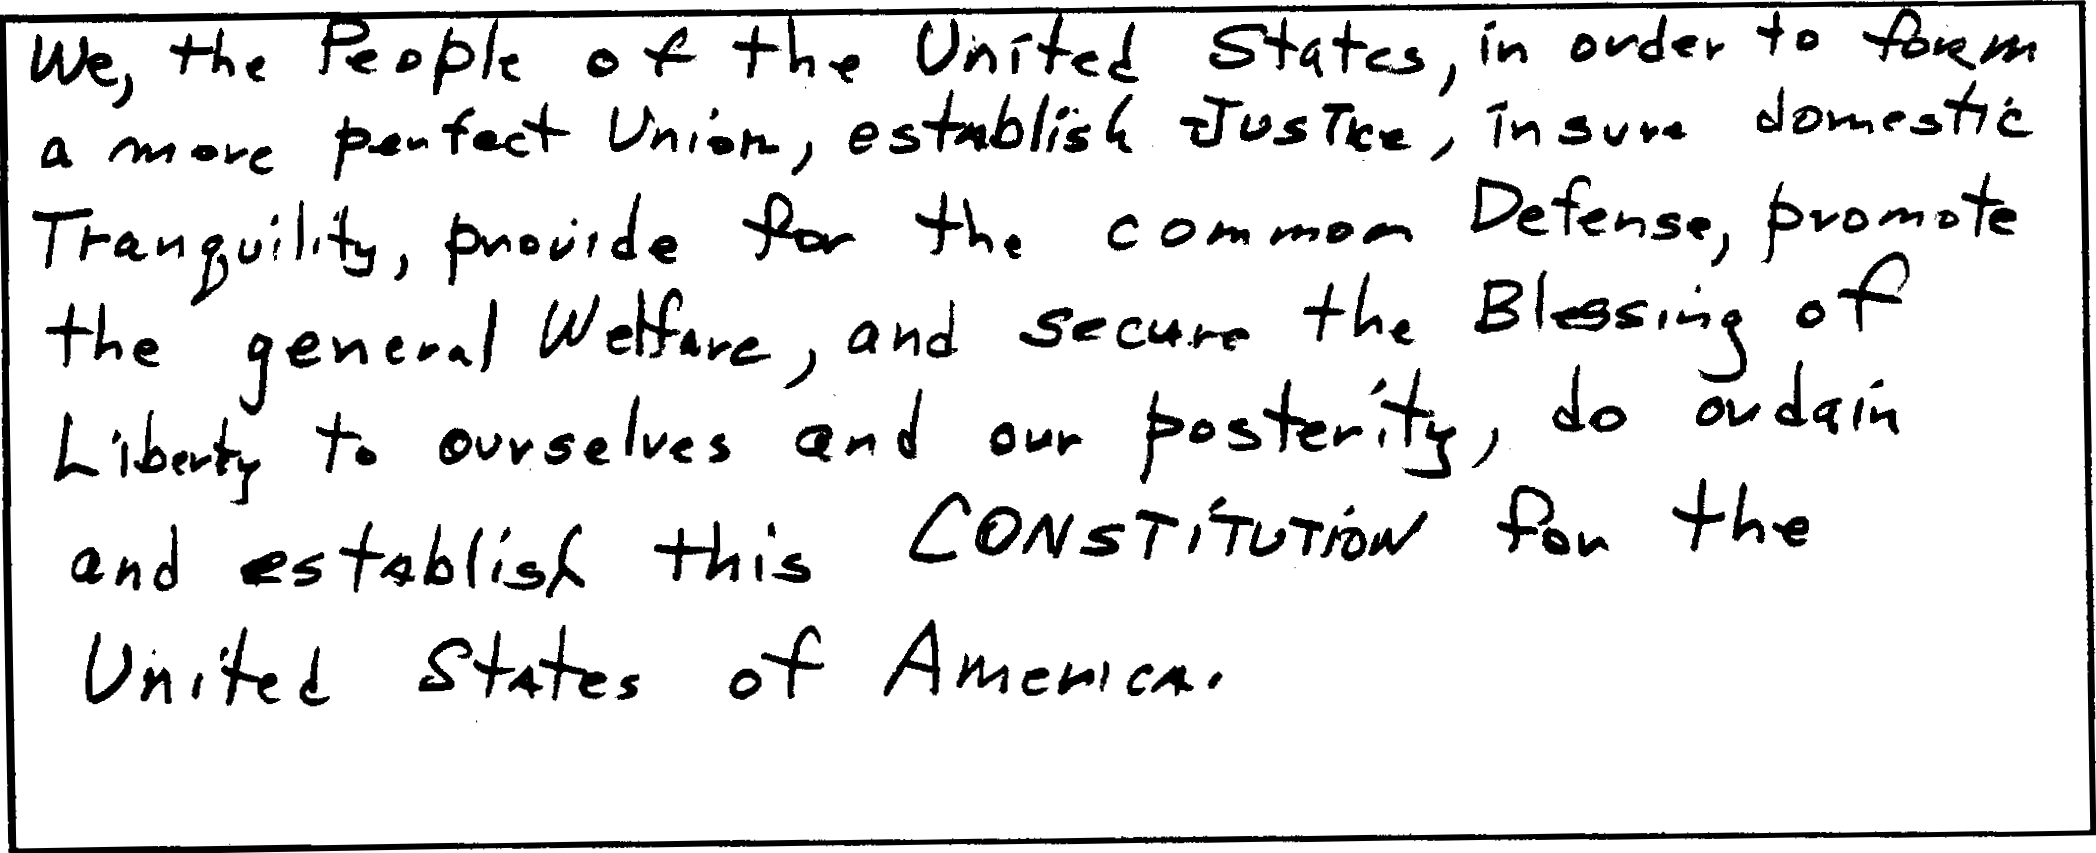 We, the People of the United States, in order to form
a more perfect Union, establish Justice, insure domestic
Tranquility, provide for the common Defense, promote
the general Welfare, and secure the Blessing of
Liberty to ourselves and our posterity, do ordain
and establish this CONSTITUTION for the
United States of America.